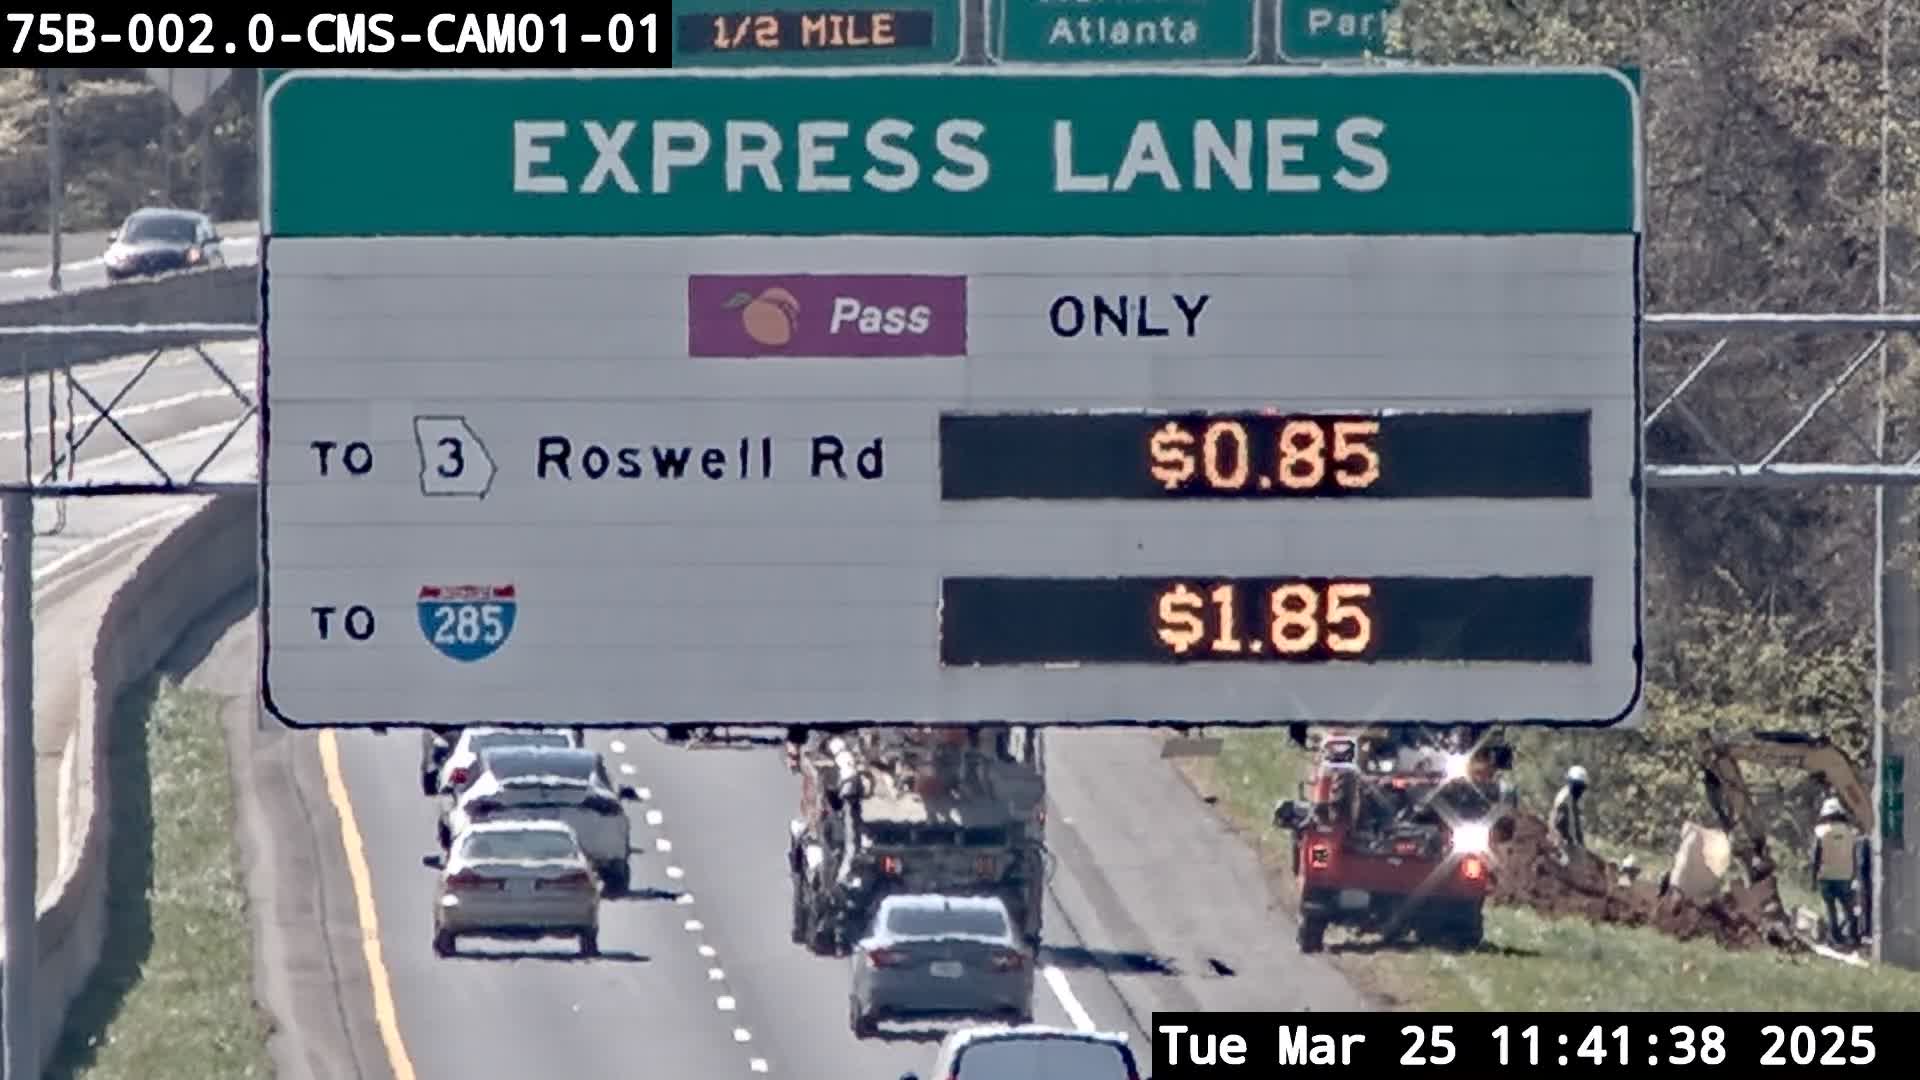 75B-002.0-CMS-CAM01-01
1/2 MILE
Atlanta
EXPRESS LANES
Pass ONLY
TO 3 Roswell Rd $0.85
TO 285 $1.85
Tue Mar 25 11:41:38 2025